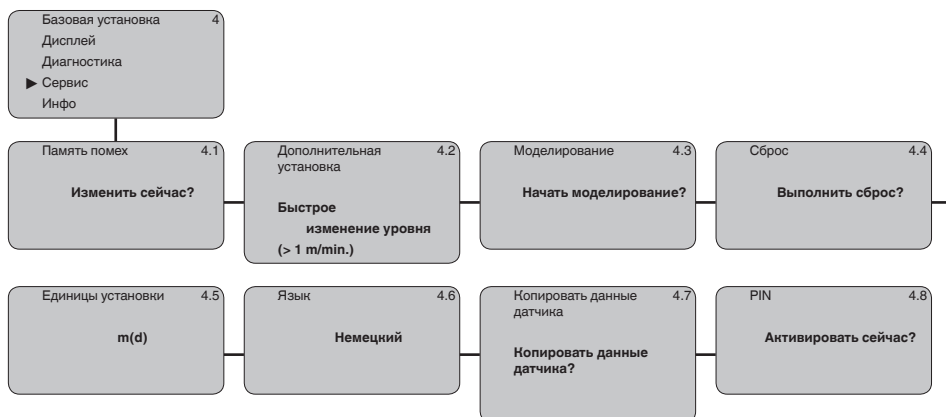 Базовая установка 4
Дисплей
Диагностика
▶ Сервис
Инфо
Память помех 4.1
Изменить сейчас?
Дополнительная 4.2
установка
Быстрое
изменение уровня
(> 1 m/min.)
Моделирование 4.3
Начать моделирование?
Сброс 4.4
Выполнить сброс?
Единицы установки 4.5
m(d)
Язык 4.6
Немецкий
Копировать данные 4.7
датчика
Копировать данные
датчика?
PIN 4.8
Активировать сейчас?